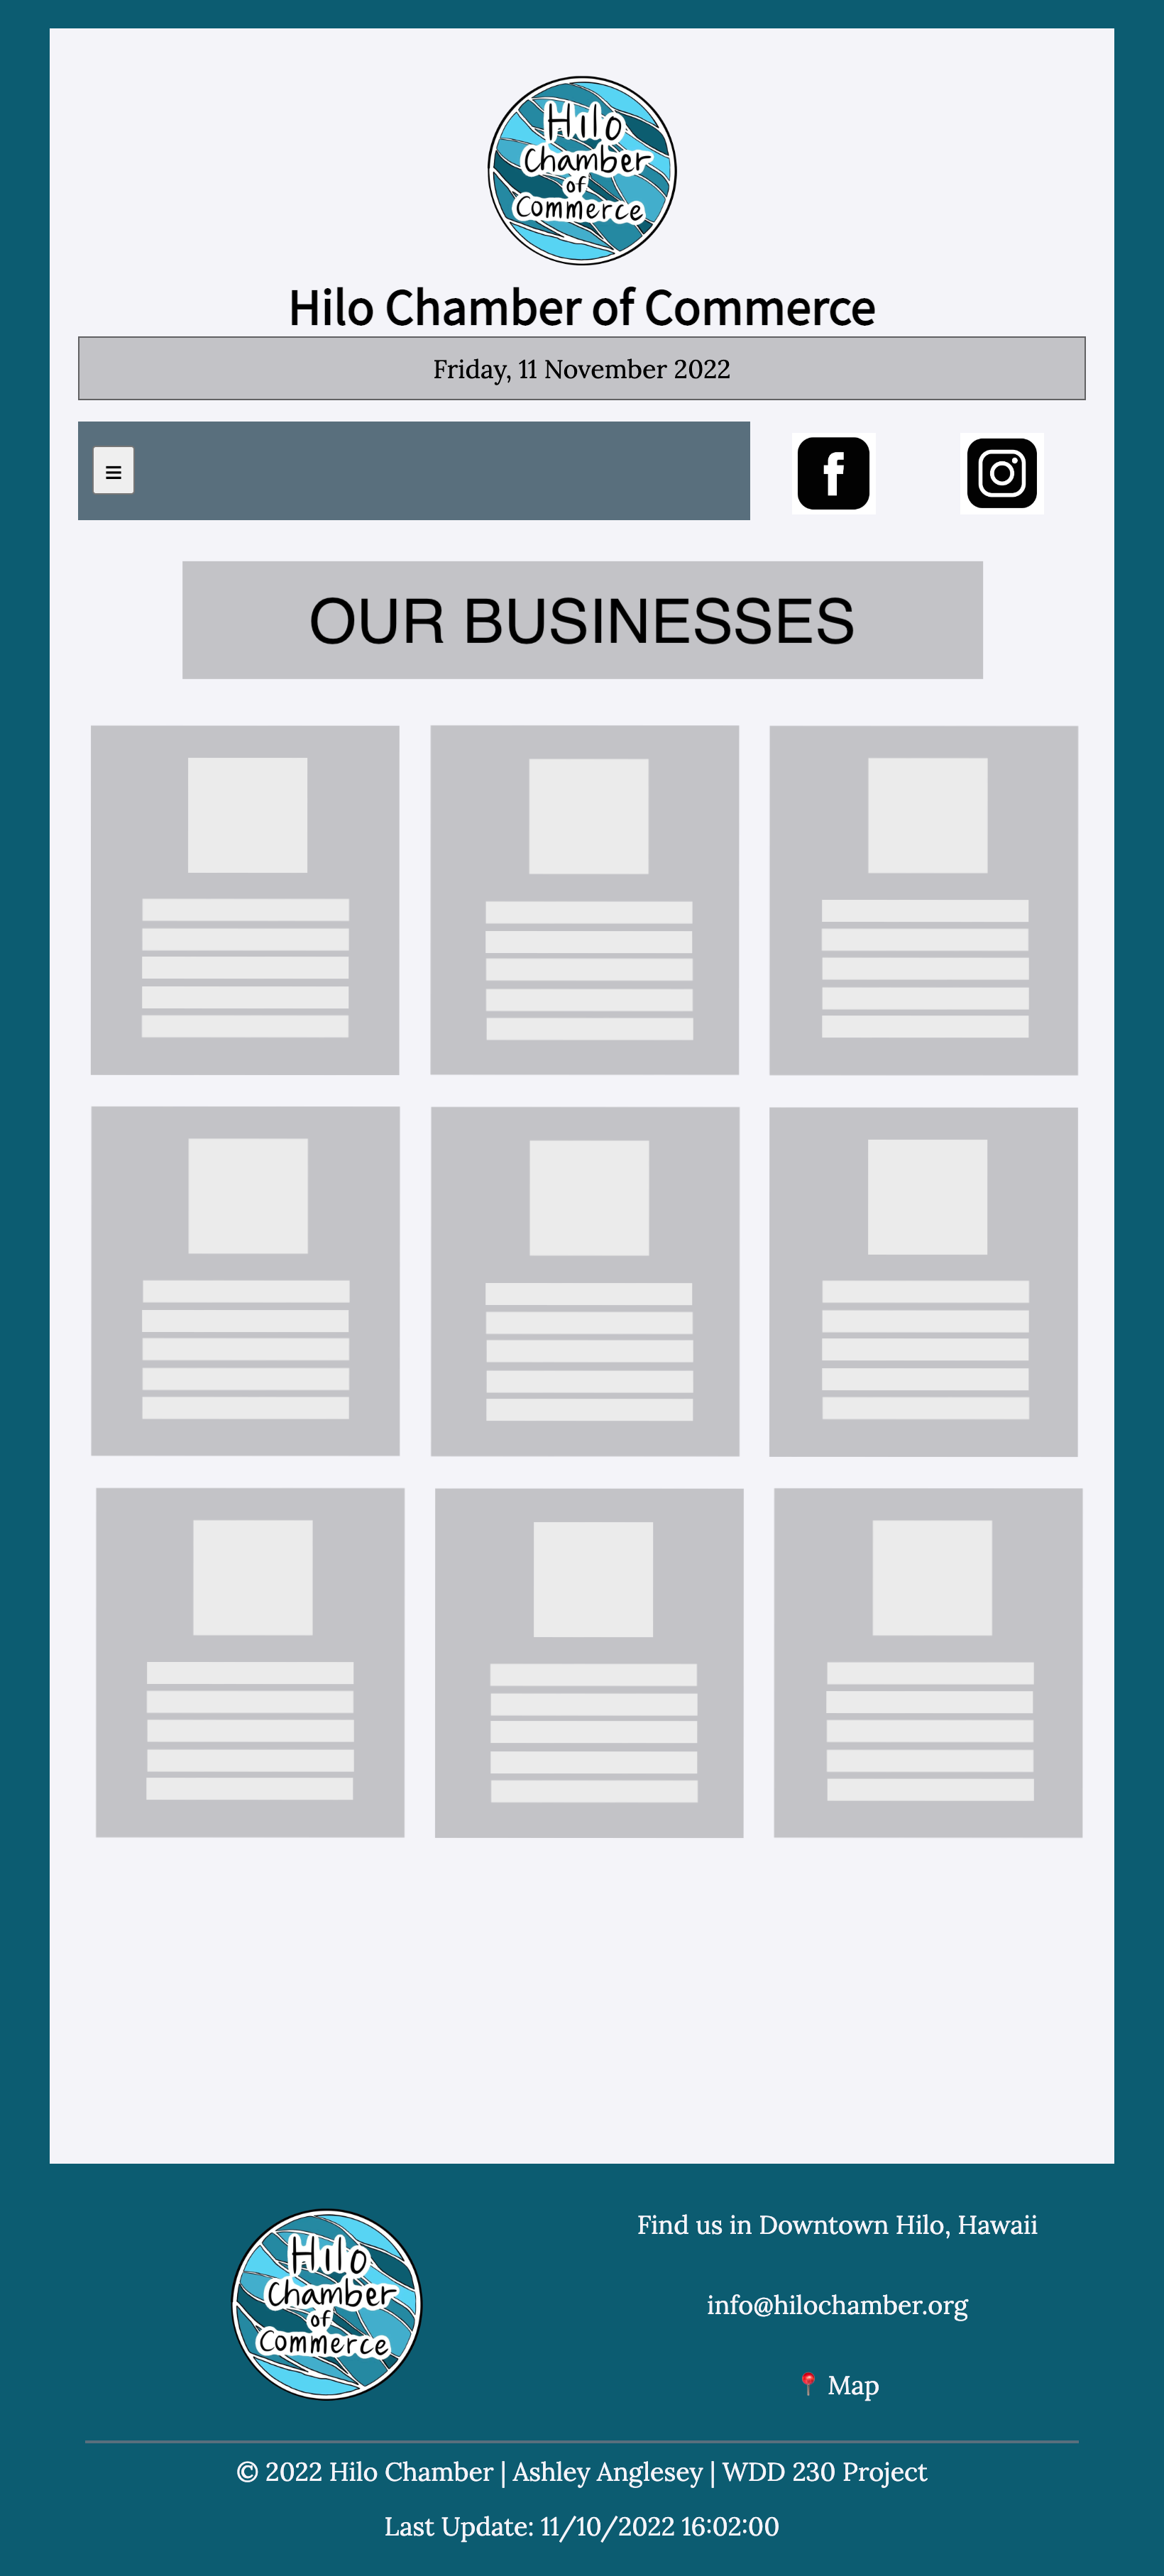 Hilo
Chamber
of
Commerce
Hilo Chamber of Commerce
Friday, 11 November 2022
≡
f
OUR BUSINESSES
Hilo
Chamber
of
Commerce
Find us in Downtown Hilo, Hawaii
info@hilochamber.org
📍 Map
© 2022 Hilo Chamber | Ashley Anglesey | WDD 230 Project
Last Update: 11/10/2022 16:02:00